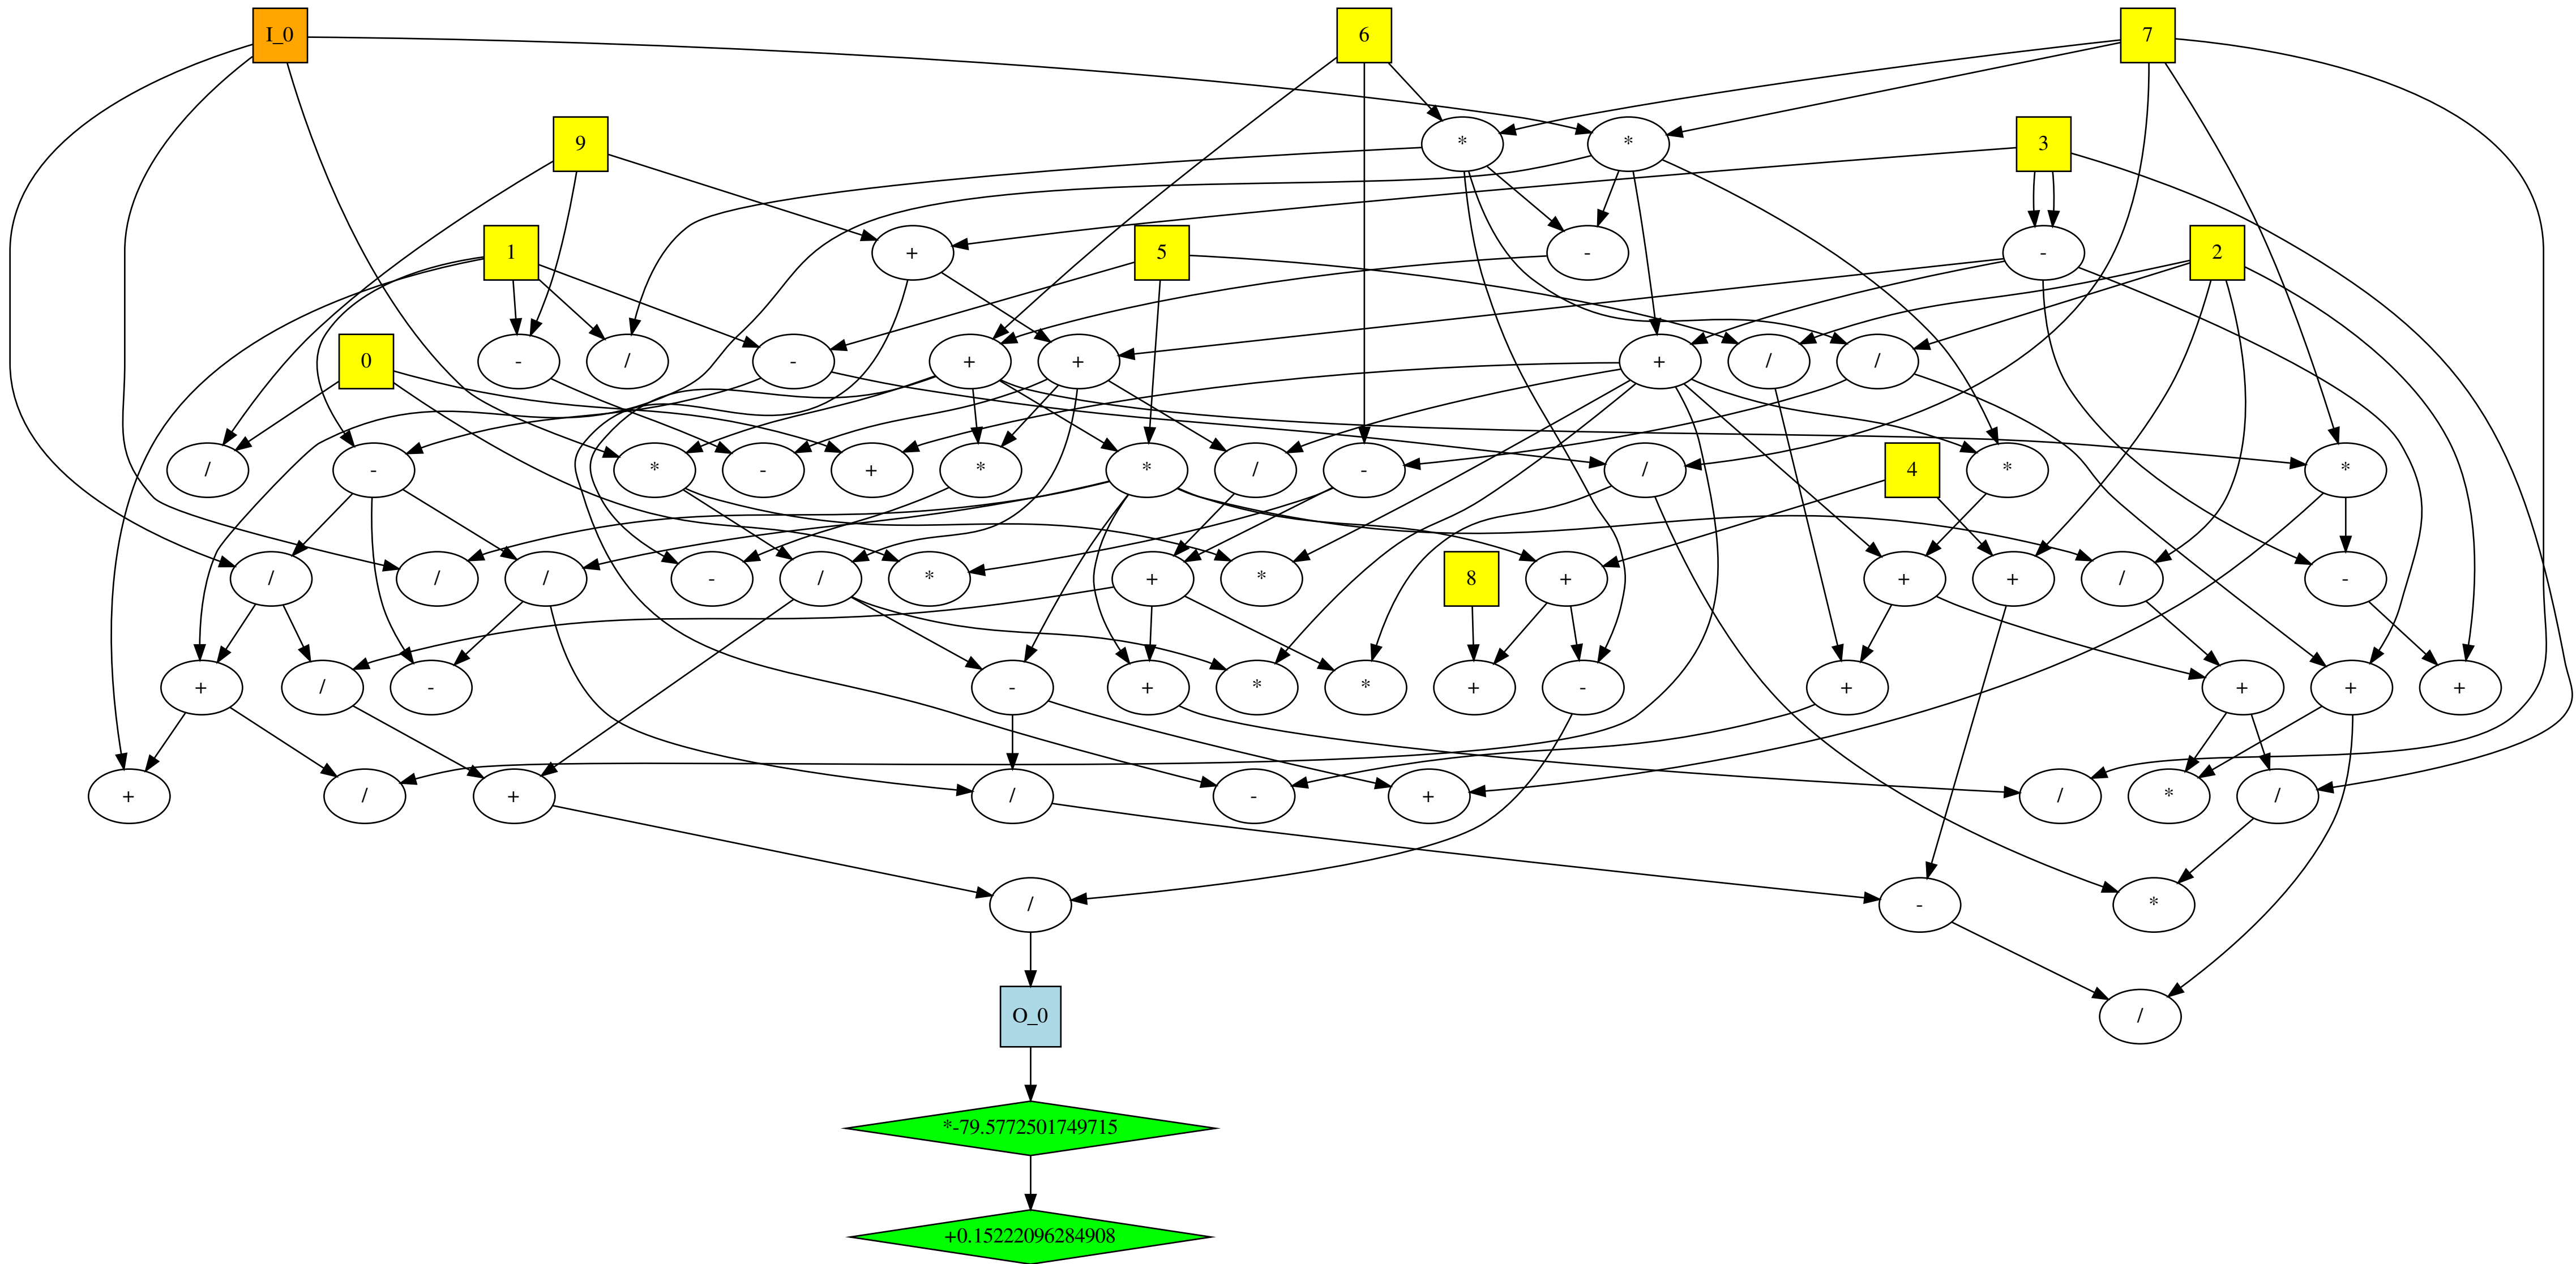 I_0 6 7
9 * * 3
1 + 5 - - 2
0 - / - + + + / /
/ - * - + * * / - / 4 * *
/ / / - / * + * 8 + + + / -
+ / - - + * * + - + + + +
+ / + / - + / * /
/ - *
O_0 /
*-79.5772501749715
+0.15222096284908